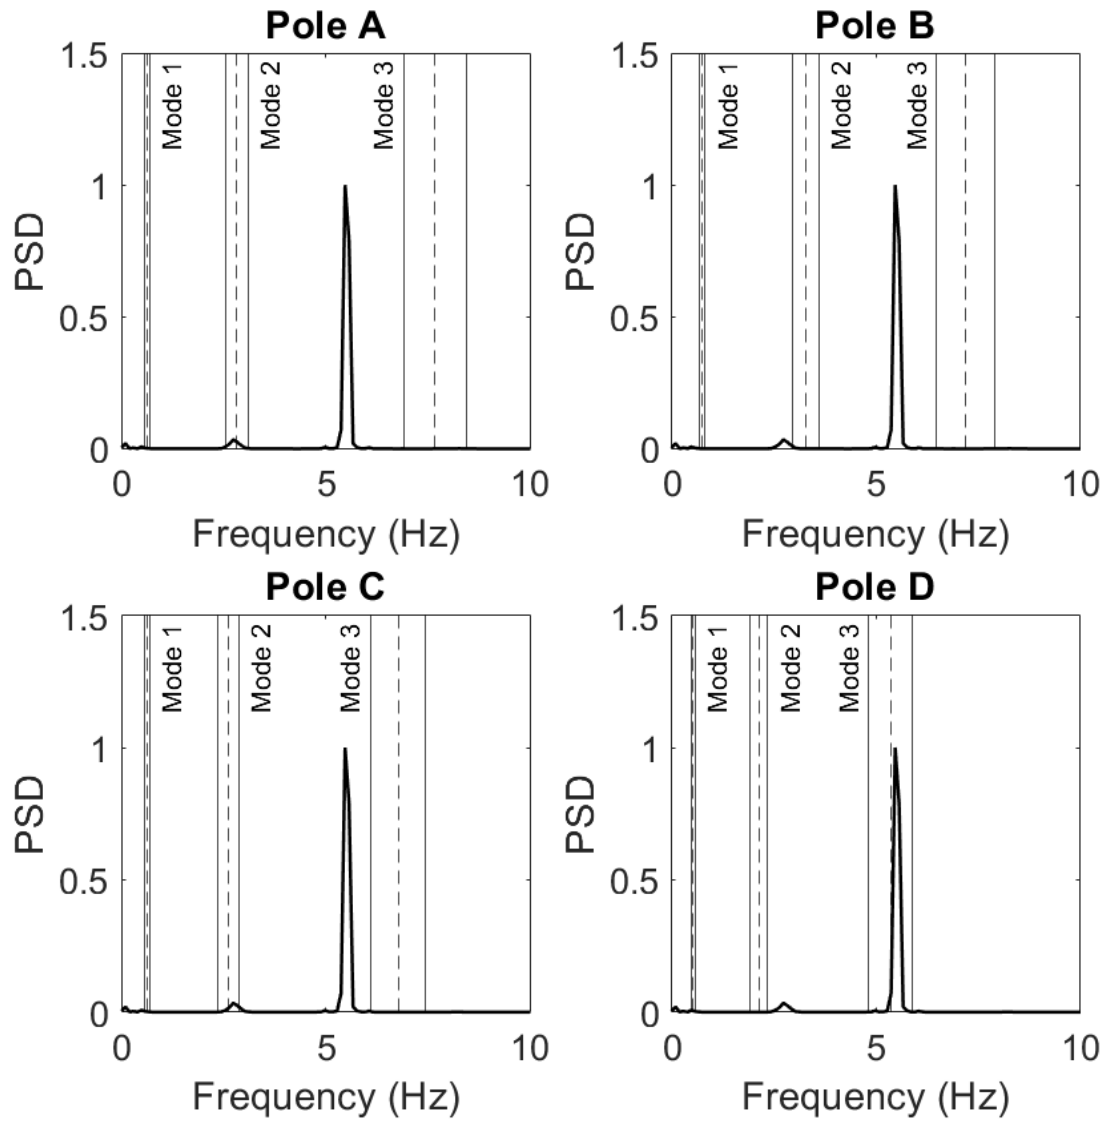 Pole A
1.5
1
0.5
0
PSD
Mode 1
Mode 2
Mode 3
0 5 10
Frequency (Hz)
Pole B
1.5
1
0.5
0
PSD
Mode 1
Mode 2
Mode 3
0 5 10
Frequency (Hz)
Pole C
1.5
1
0.5
0
PSD
Mode 1
Mode 2
Mode 3
0 5 10
Frequency (Hz)
Pole D
1.5
1
0.5
0
PSD
Mode 1
Mode 2
Mode 3
0 5 10
Frequency (Hz)